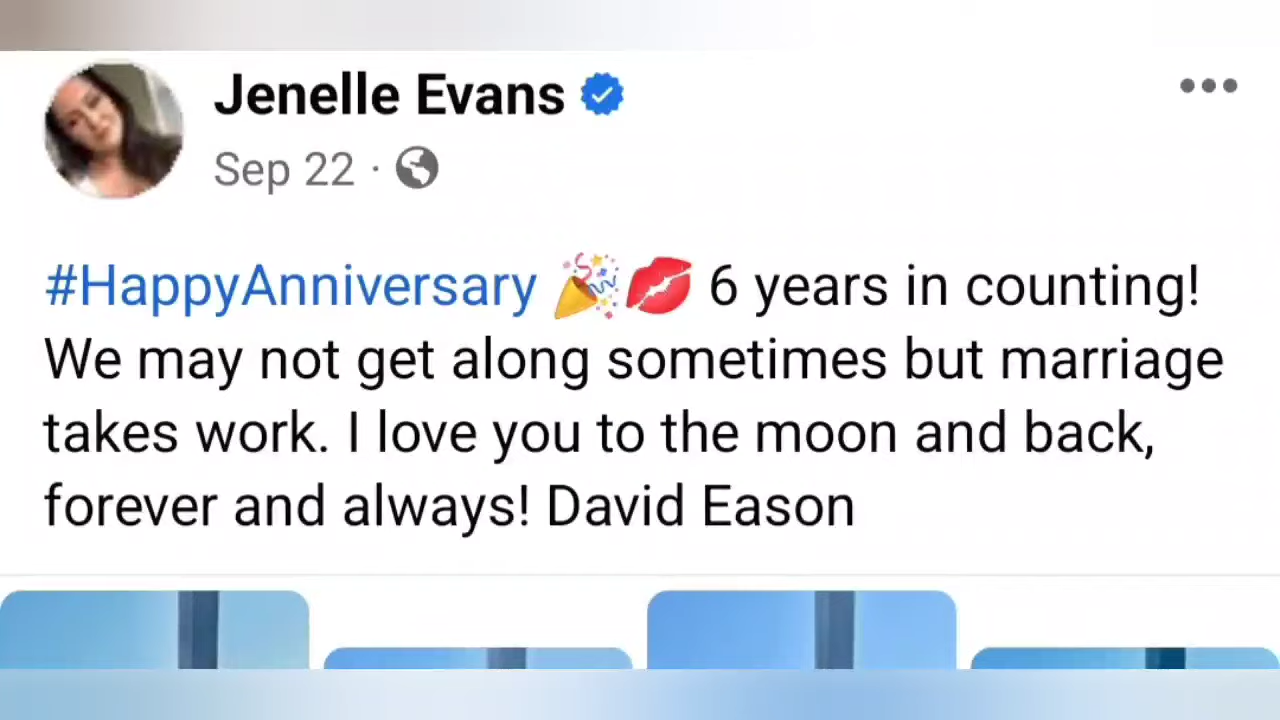 Jenelle Evans
Sep 22 ·
#HappyAnniversary 🎉💋 6 years in counting!
We may not get along sometimes but marriage
takes work. I love you to the moon and back,
forever and always! David Eason